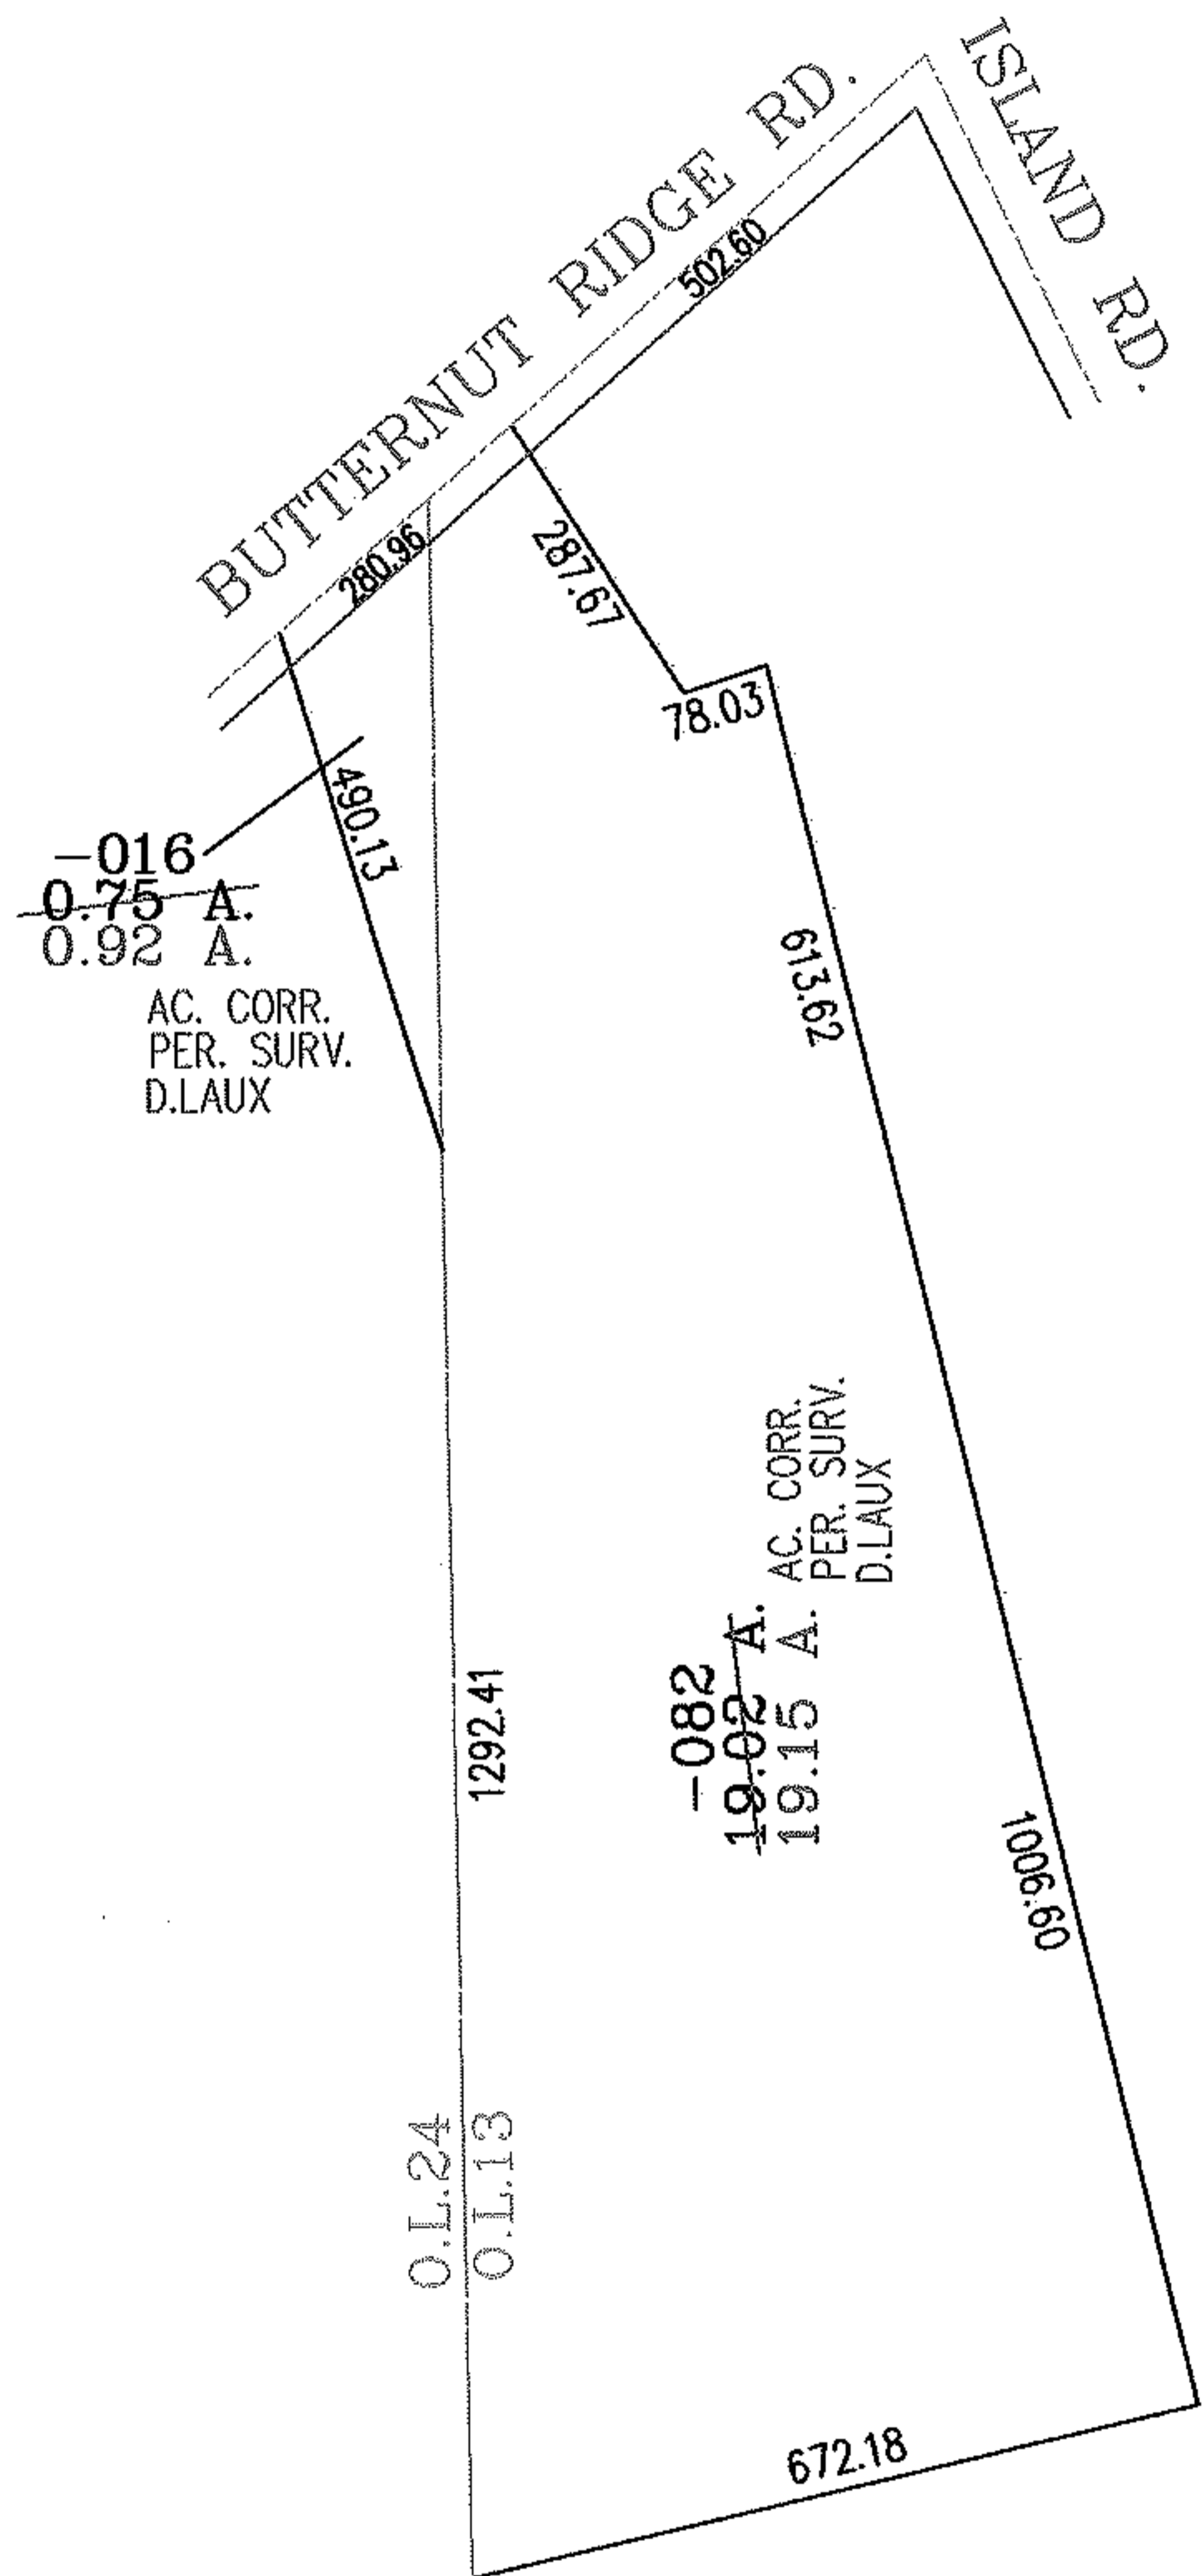 ISLAND RD.
BUTTERNUT RIDGE RD.
502.60
280.96
287.67
78.03
490.13
-016
0.75 A.
0.92 A.
AC. CORR.
PER. SURV.
D.LAUX
613.62
1292.41
-082
19.02 A.
19.15 A.
AC. CORR.
PER. SURV.
D.LAUX
1006.60
O.L.24
O.L.13
672.18